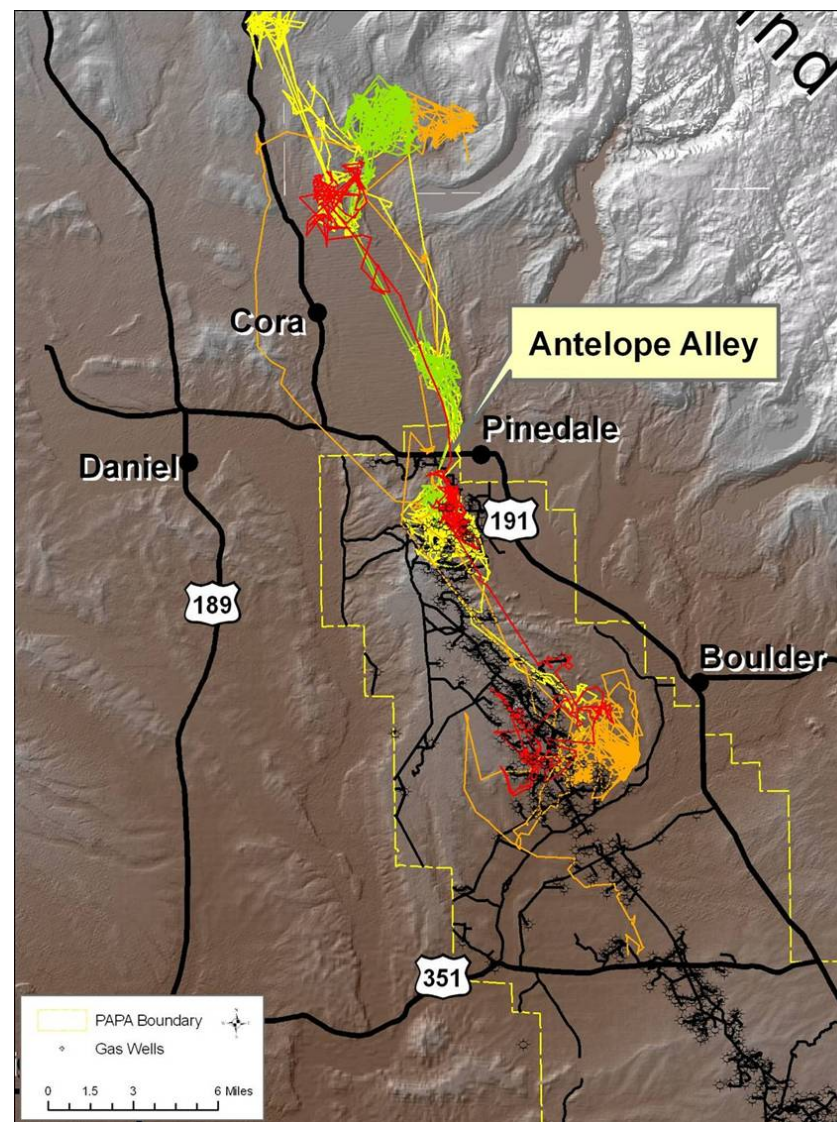 ind
Cora
Antelope Alley
Pinedale
Daniel
191
189
Boulder
351
PAPA Boundary
Gas Wells
0 1.5 3 6 Miles